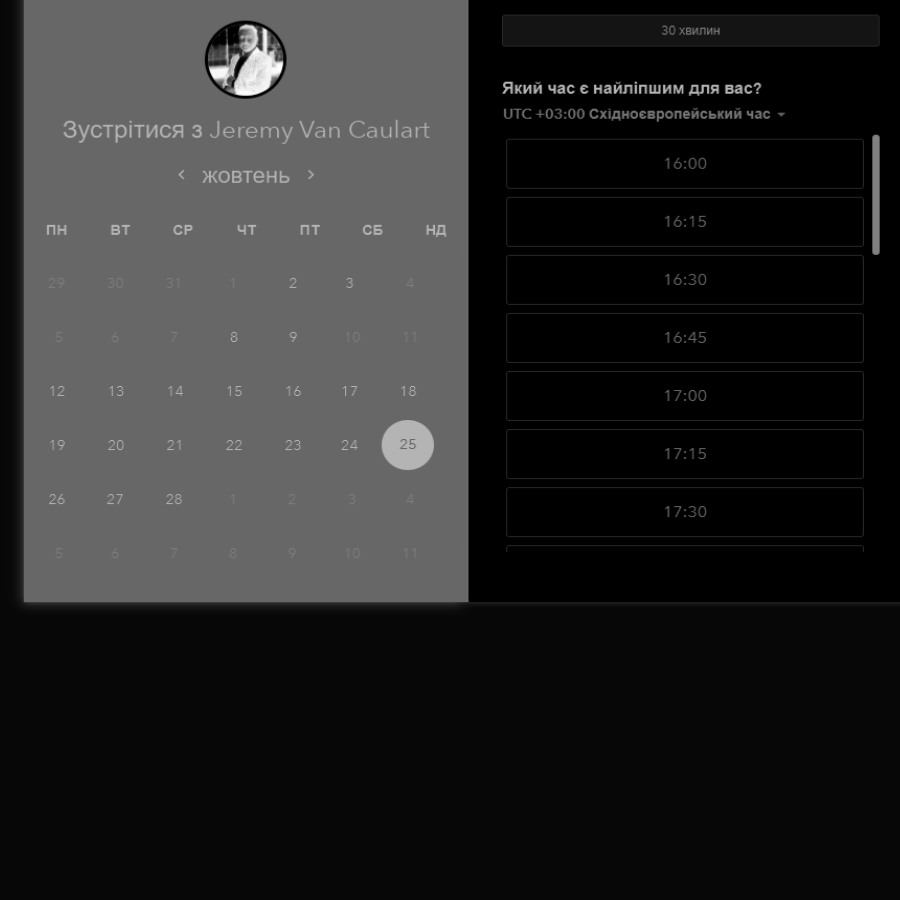 Зустрітися з Jeremy Van Caulart
жовтень
ПН ВТ СР ЧТ ПТ СБ НД
29 30 31 1 2 3 4
5 6 7 8 9 10 11
12 13 14 15 16 17 18
19 20 21 22 23 24 25
26 27 28 1 2 3 4
5 6 7 8 9 10 11
30 хвилин
Який час є найліпшим для вас?
UTC +03:00 Східноєвропейський час
16:00
16:15
16:30
16:45
17:00
17:15
17:30